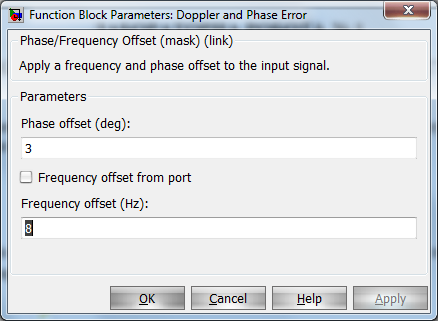 Function Block Parameters: Doppler and Phase Error
Phase/Frequency Offset (mask) (link)
Apply a frequency and phase offset to the input signal.
Parameters
Phase offset (deg):
3
Frequency offset from port
Frequency offset (Hz):
8
OK Cancel Help Apply